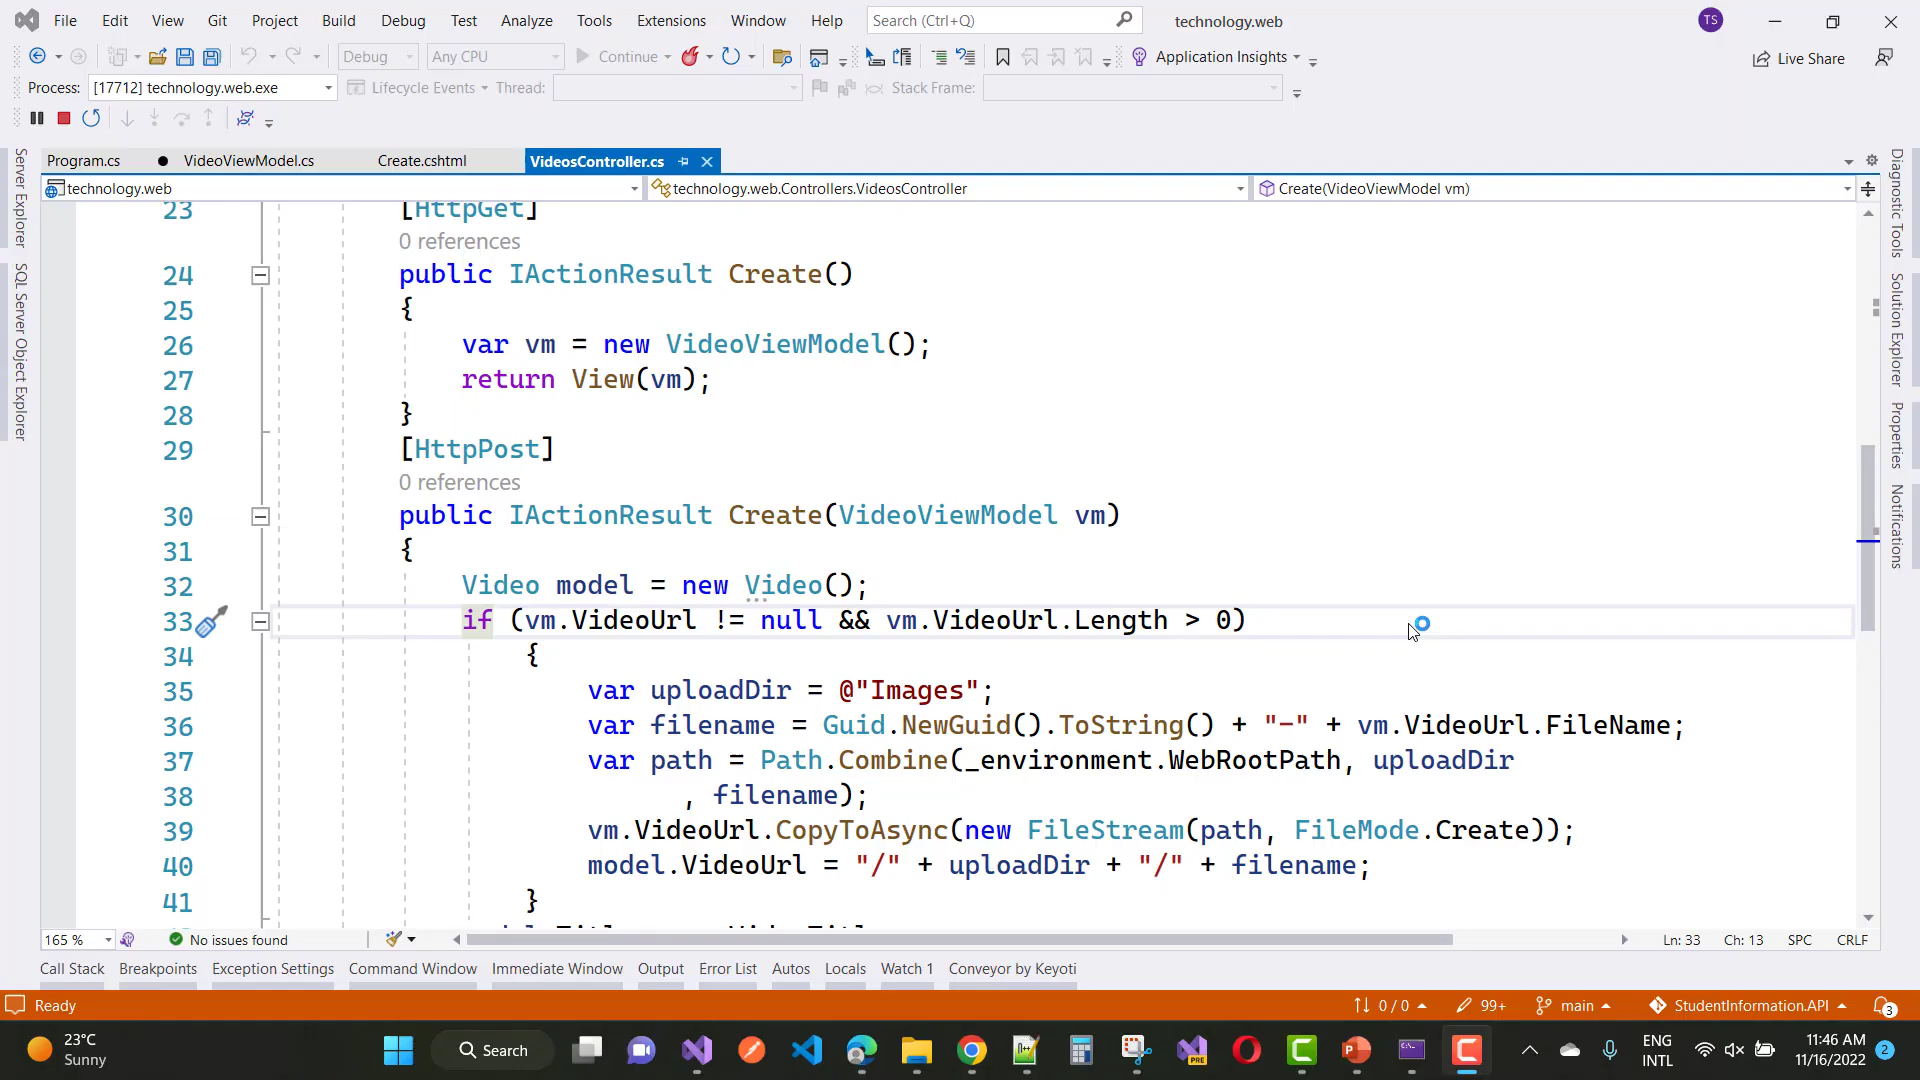 File Edit View Git Project Build Debug Test Analyze Tools Extensions Window Help Search (Ctrl+Q) technology.web TS
Debug Any CPU Continue Application Insights Live Share
Process: [17712] technology.web.exe Lifecycle Events Thread: Stack Frame:
Program.cs VideoViewModel.cs Create.cshtml VideosController.cs
technology.web technology.web.Controllers.VideosController Create(VideoViewModel vm)
Server Explorer
SQL Server Object Explorer
23 [HttpGet]
0 references
24 public IActionResult Create()
25 {
26 var vm = new VideoViewModel();
27 return View(vm);
28 }
29 [HttpPost]
0 references
30 public IActionResult Create(VideoViewModel vm)
31 {
32 Video model = new Video();
33 if (vm.VideoUrl != null && vm.VideoUrl.Length > 0)
34 {
35 var uploadDir = @"Images";
36 var filename = Guid.NewGuid().ToString() + "-" + vm.VideoUrl.FileName;
37 var path = Path.Combine(_environment.WebRootPath, uploadDir
38 , filename);
39 vm.VideoUrl.CopyToAsync(new FileStream(path, FileMode.Create));
40 model.VideoUrl = "/" + uploadDir + "/" + filename;
41 }
Diagnostic Tools
Solution Explorer
Properties
Notifications
165 % No issues found Ln: 33 Ch: 13 SPC CRLF
Call Stack Breakpoints Exception Settings Command Window Immediate Window Output Error List Autos Locals Watch 1 Conveyor by Keyoti
Ready 0 / 0 99+ main StudentInformation.API 3
23°C
Sunny
Search
PRE
ENG
INTL
11:46 AM
11/16/2022
2